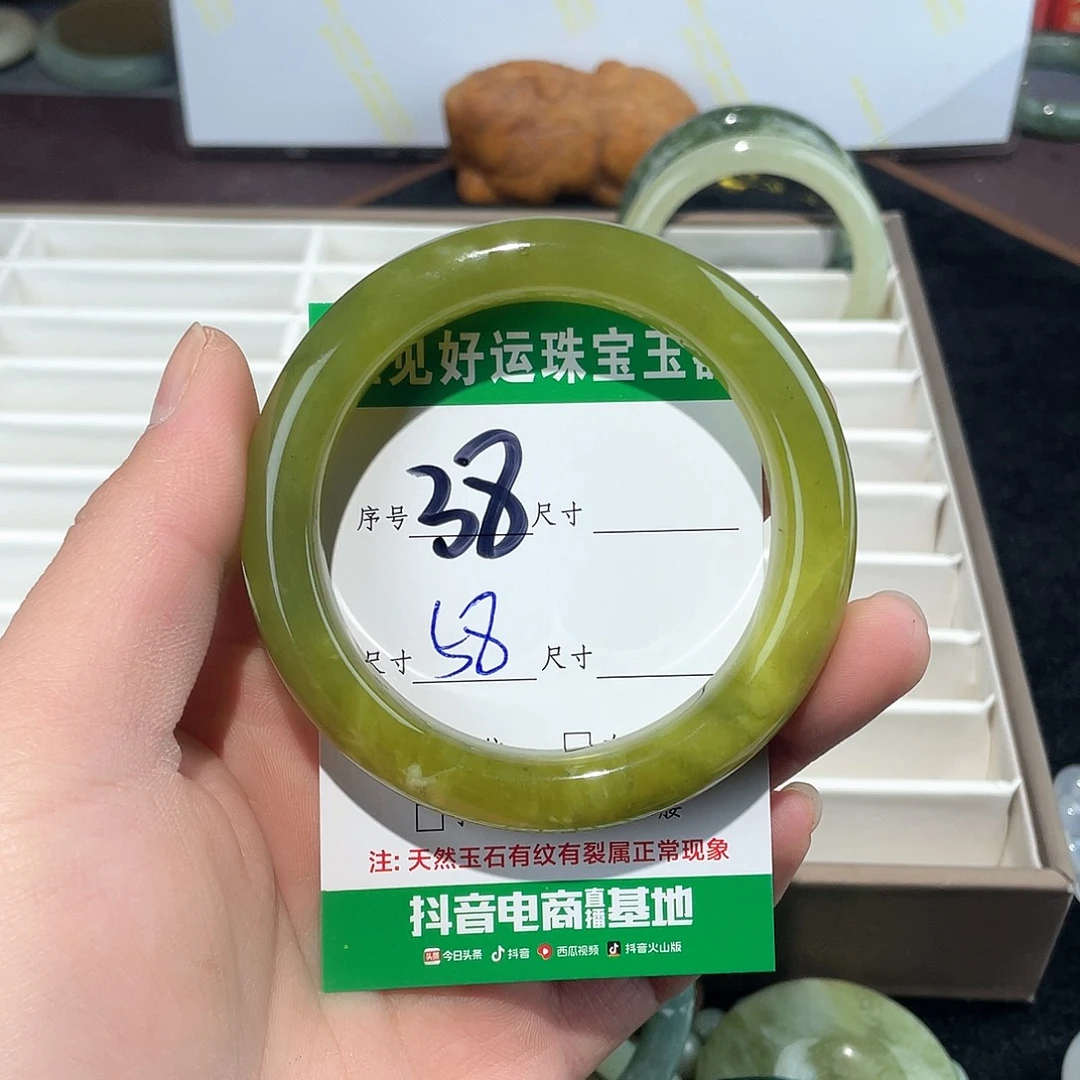 见好运珠宝玉
序号 38 尺寸
尺寸 58 尺寸
注: 天然玉石有纹有裂属正常现象
抖音电商直播基地
头条 今日头条 抖音 西瓜视频 抖音火山版